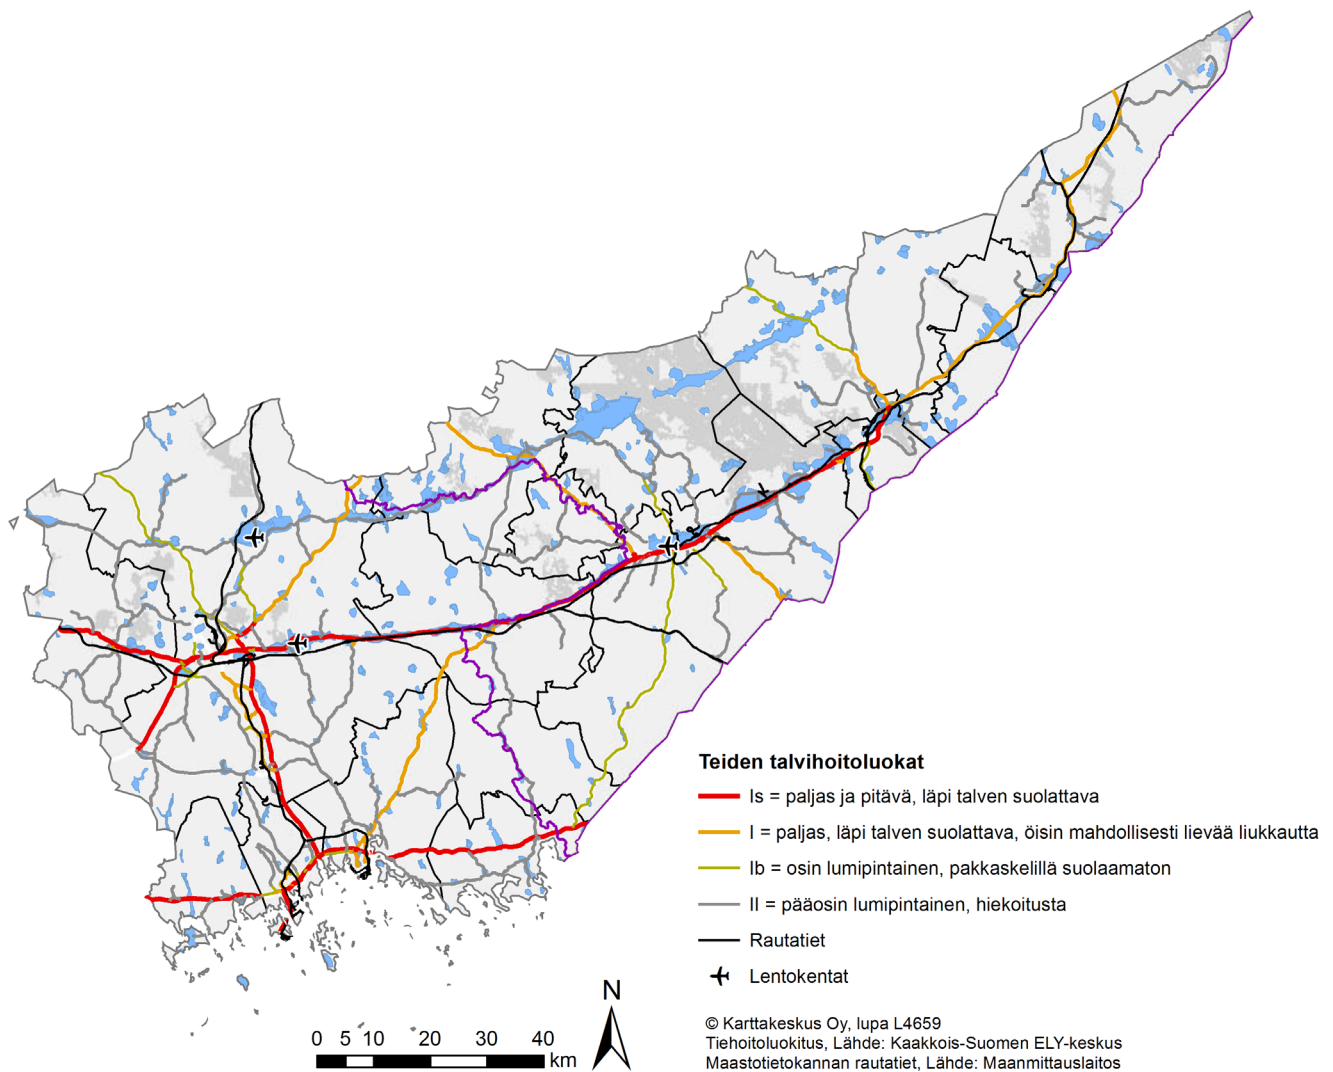 Teiden talvihoitoluokat
Is = paljas ja pitävä, läpi talven suolattava
I = paljas, läpi talven suolattava, öisin mahdollisesti lievää liukkautta
Ib = osin lumipintainen, pakkaskelillä suolaamaton
II = pääosin lumipintainen, hiekoitusta
Rautatiet
Lentokentat
N
0 5 10 20 30 40
km
© Karttakeskus Oy, lupa L4659
Tiehoitoluokitus, Lähde: Kaakkois-Suomen ELY-keskus
Maastotietokannan rautatiet, Lähde: Maanmittauslaitos